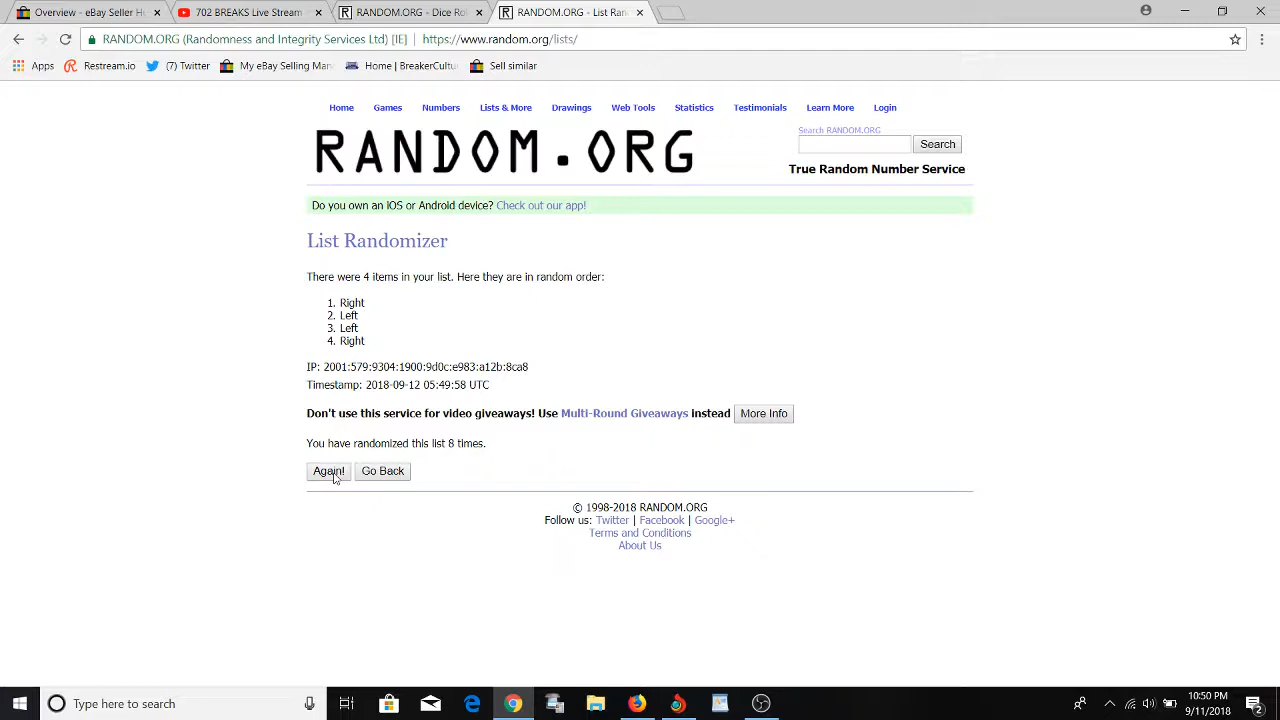 Overview - eBay Seller H
702 BREAKS Live Stream
RANDOM.ORG - Dice Rol
RANDOM.ORG - List Ran
RANDOM.ORG (Randomness and Integrity Services Ltd) [IE] | https://www.random.org/lists/
Apps Restream.io (7) Twitter My eBay Selling Man Home | BreakerCultu Sell similar
Home Games Numbers Lists & More Drawings Web Tools Statistics Testimonials Learn More Login
RANDOM.ORG
Search RANDOM.ORG
Search
True Random Number Service
Do you own an iOS or Android device? Check out our app!
List Randomizer
There were 4 items in your list. Here they are in random order:
1. Right
2. Left
3. Left
4. Right
IP: 2001:579:9304:1900:9d0c:e983:a12b:8ca8
Timestamp: 2018-09-12 05:49:58 UTC
Don't use this service for video giveaways! Use Multi-Round Giveaways instead More Info
You have randomized this list 8 times.
Again! Go Back
© 1998-2018 RANDOM.ORG
Follow us: Twitter | Facebook | Google+
Terms and Conditions
About Us
Type here to search
10:50 PM
9/11/2018
2